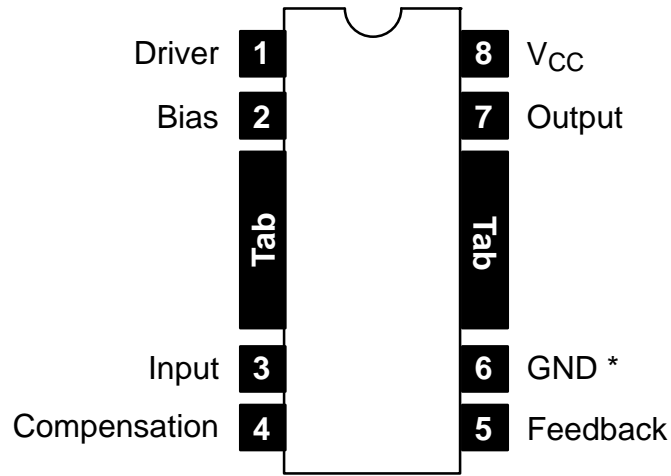 Driver 1 8 VCC
Bias 2 7 Output
Tab Tab
Input 3 6 GND *
Compensation 4 5 Feedback